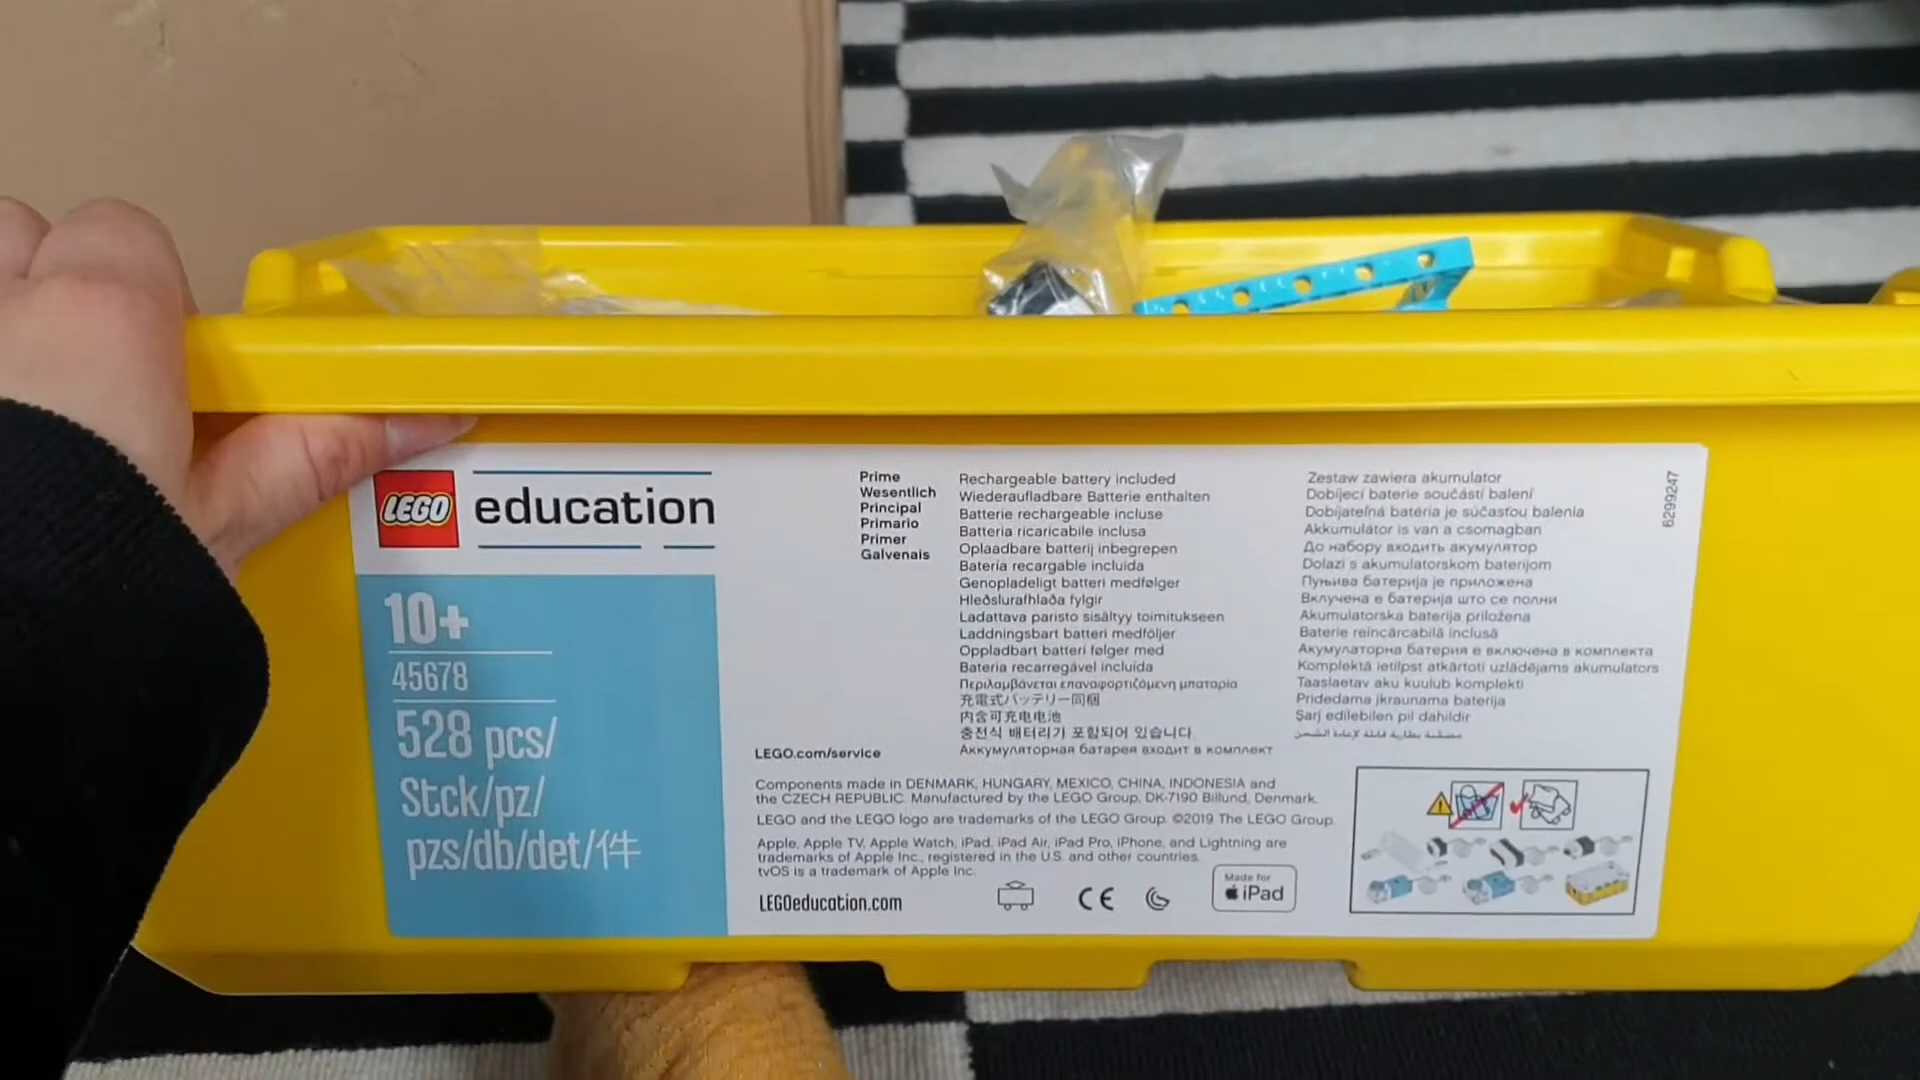 LEGO education
10+
45678
528 pcs/
Stck/pz/
pzs/db/det/件
Prime
Wesentlich
Principal
Primario
Primer
Galvenais
Rechargeable battery included
Wiederaufladbare Batterie enthalten
Batterie rechargeable incluse
Batteria ricaricabile inclusa
Oplaadbare batterij inbegrepen
Bateria recargable incluida
Genopladeligt batteri medfølger
Hleðslurafhlaða fylgir
Ladattava paristo sisältyy toimitukseen
Laddningsbart batteri medföljer
Oppladbart batteri følger med
Bateria recarregável incluída
Περιλαμβάνεται επαναφορτιζόμενη μπαταρία
充電式バッテリー同梱
内含可充电电池
충전식 배터리가 포함되어 있습니다
Аккумуляторная батарея входит в комплект
Zestaw zawiera akumulator
Dobíjecí baterie součástí balení
Dobíjateľná batéria je súčasťou balenia
Akkumulátor is van a csomagban
До набору входить акумулятор
Dolazi s akumulatorskom baterijom
Пуњива батерија је приложена
Вклучена е батерија што се полни
Akumulatorska baterija priložena
Baterie reîncărcabilă inclusă
Акумулаторна батерия е включена в комплекта
Komplektā ietilpst atkārtoti uzlādējams akumulators
Taaslaetav aku kuulub komplekti
Pridedama įkraunama baterija
Şarj edilebilen pil dahildir
6299247
LEGO.com/service
Components made in DENMARK, HUNGARY, MEXICO, CHINA, INDONESIA and
the CZECH REPUBLIC. Manufactured by the LEGO Group, DK-7190 Billund, Denmark.
LEGO and the LEGO logo are trademarks of the LEGO Group. ©2019 The LEGO Group.
Apple, Apple TV, Apple Watch, iPad, iPad Air, iPad Pro, iPhone, and Lightning are
trademarks of Apple Inc., registered in the U.S. and other countries.
tvOS is a trademark of Apple Inc.
LEGOeducation.com
CE
Made for
iPad